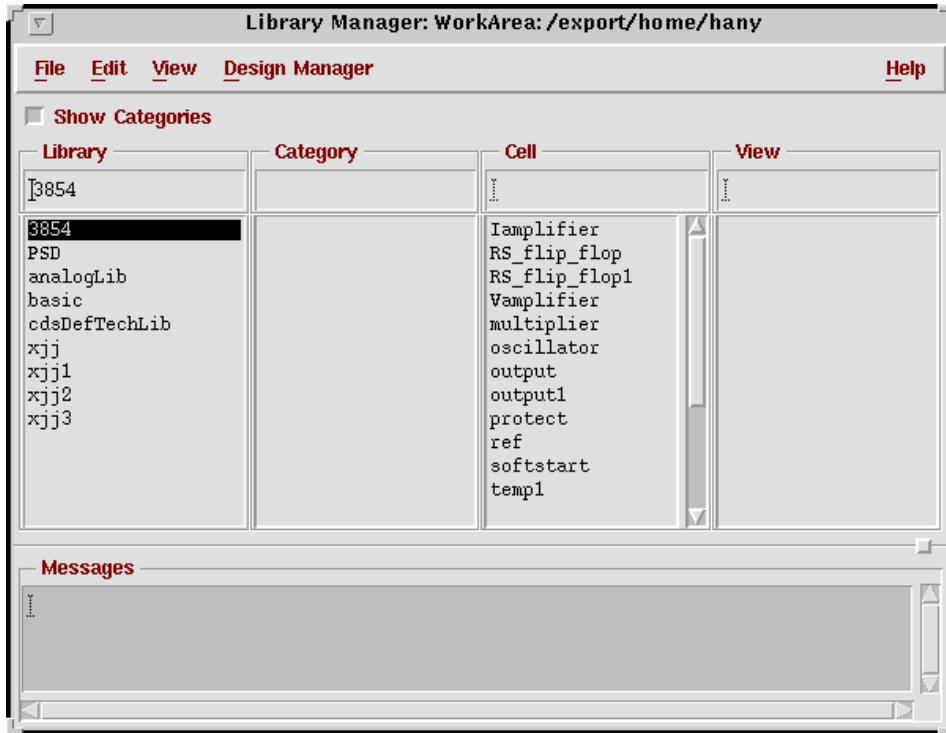 Library Manager: WorkArea: /export/home/hany
File Edit View Design Manager Help
Show Categories
Library Category Cell View
3854
3854
PSD
analogLib
basic
cdsDefTechLib
xjj
xjj1
xjj2
xjj3
Iamplifier
RS_flip_flop
RS_flip_flop1
Vamplifier
multiplier
oscillator
output
output1
protect
ref
softstart
temp1
Messages